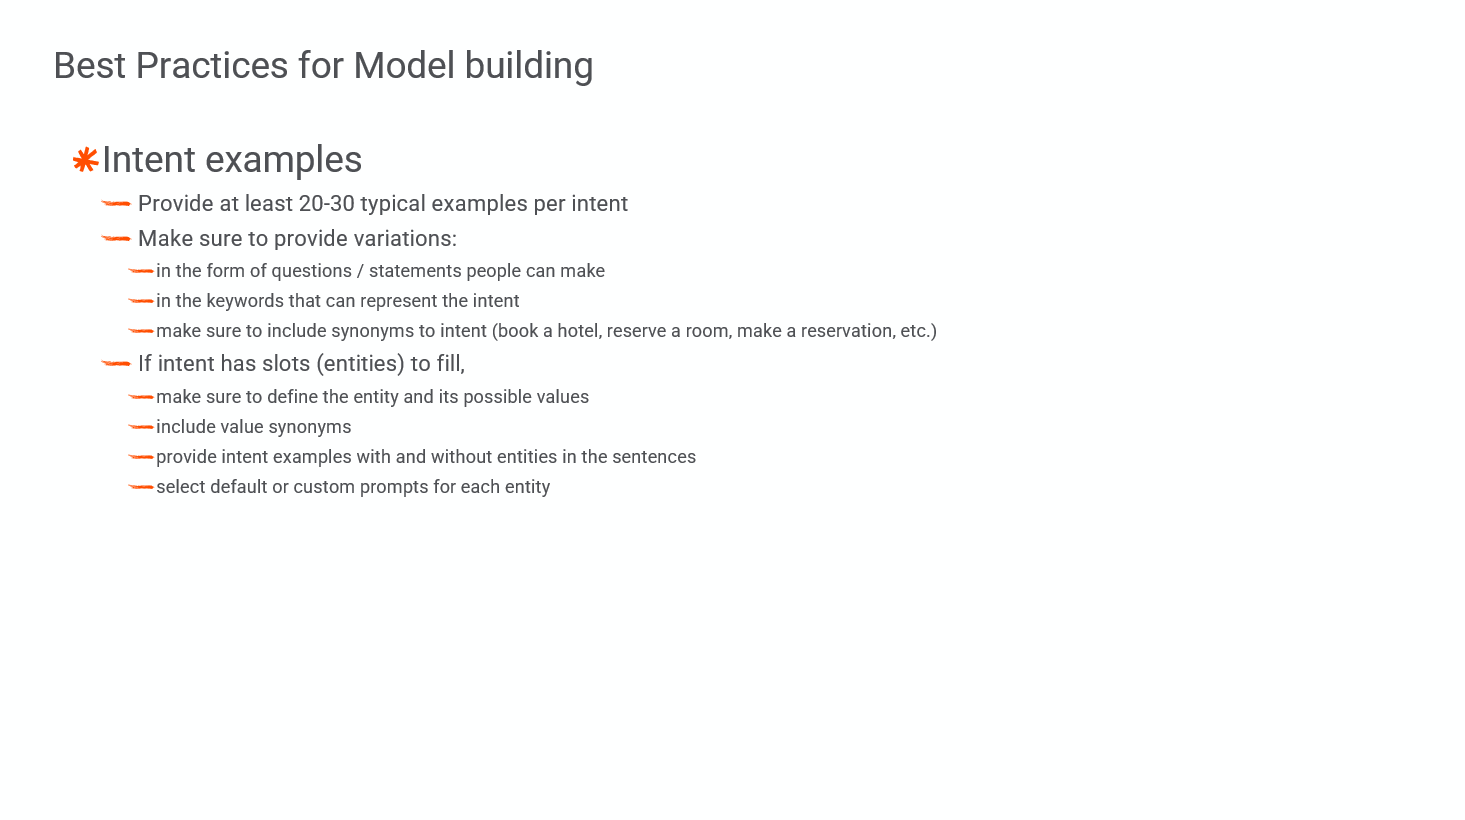 Best Practices for Model building
Intent examples
Provide at least 20-30 typical examples per intent
Make sure to provide variations:
in the form of questions / statements people can make
in the keywords that can represent the intent
make sure to include synonyms to intent (book a hotel, reserve a room, make a reservation, etc.)
If intent has slots (entities) to fill,
make sure to define the entity and its possible values
include value synonyms
provide intent examples with and without entities in the sentences
select default or custom prompts for each entity